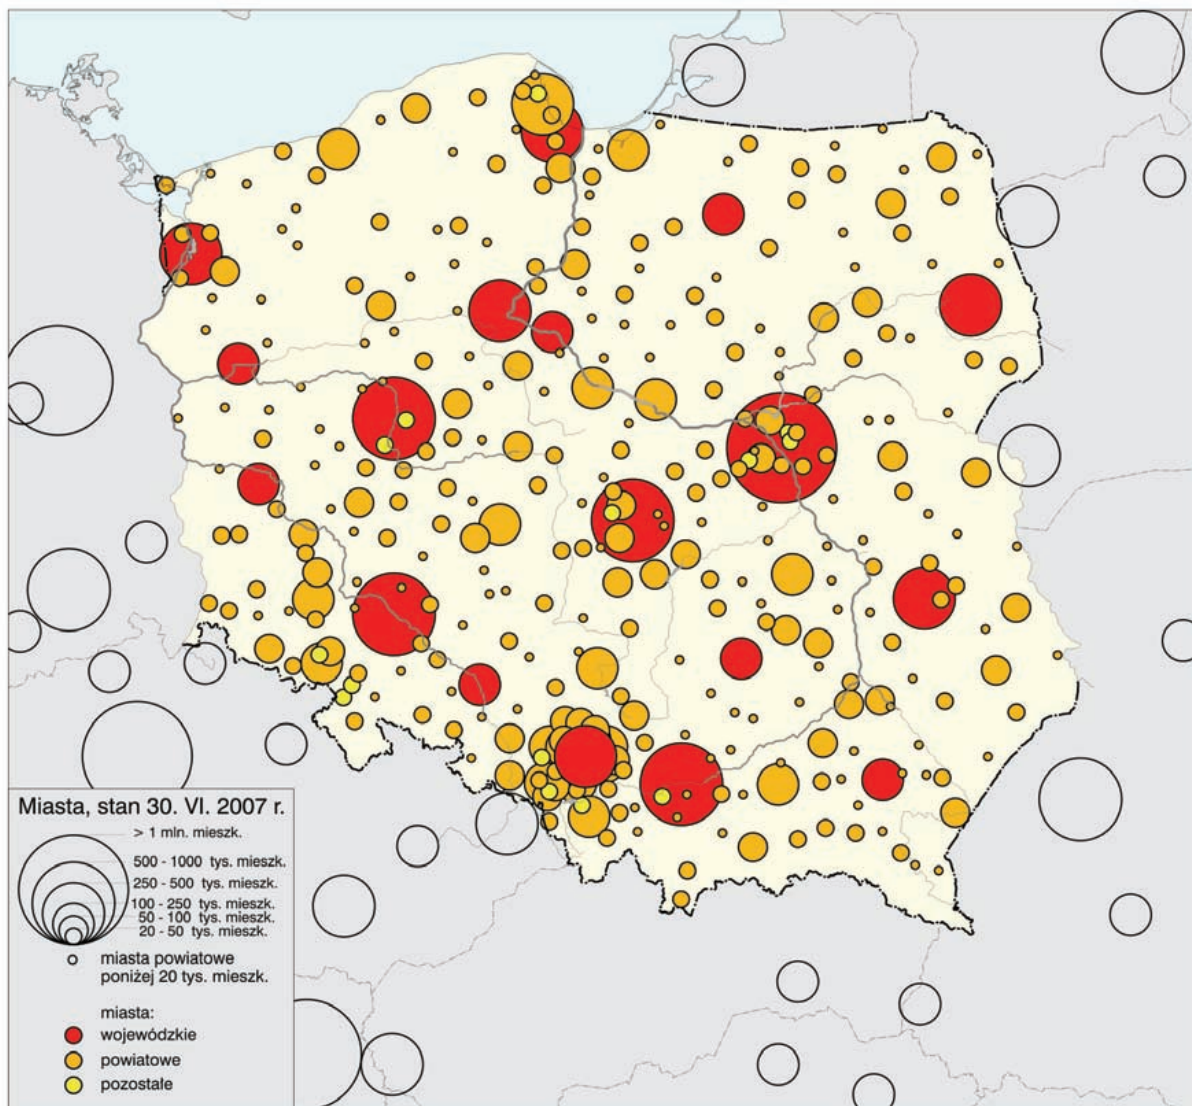 Miasta, stan 30. VI. 2007 r.
> 1 mln. mieszk.
500 - 1000 tys. mieszk.
250 - 500 tys. mieszk.
100 - 250 tys. mieszk.
50 - 100 tys. mieszk.
20 - 50 tys. mieszk.
miasta powiatowe
poniżej 20 tys. mieszk.
miasta:
wojewódzkie
powiatowe
pozostałe